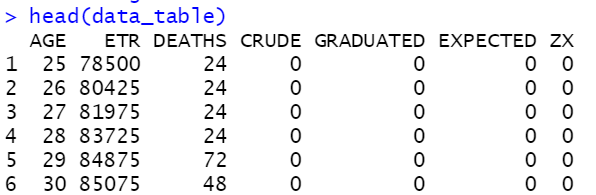 > head(data_table)
AGE ETR DEATHS CRUDE GRADUATED EXPECTED ZX
1 25 78500 24 0 0 0 0
2 26 80425 24 0 0 0 0
3 27 81975 24 0 0 0 0
4 28 83725 24 0 0 0 0
5 29 84875 72 0 0 0 0
6 30 85075 48 0 0 0 0